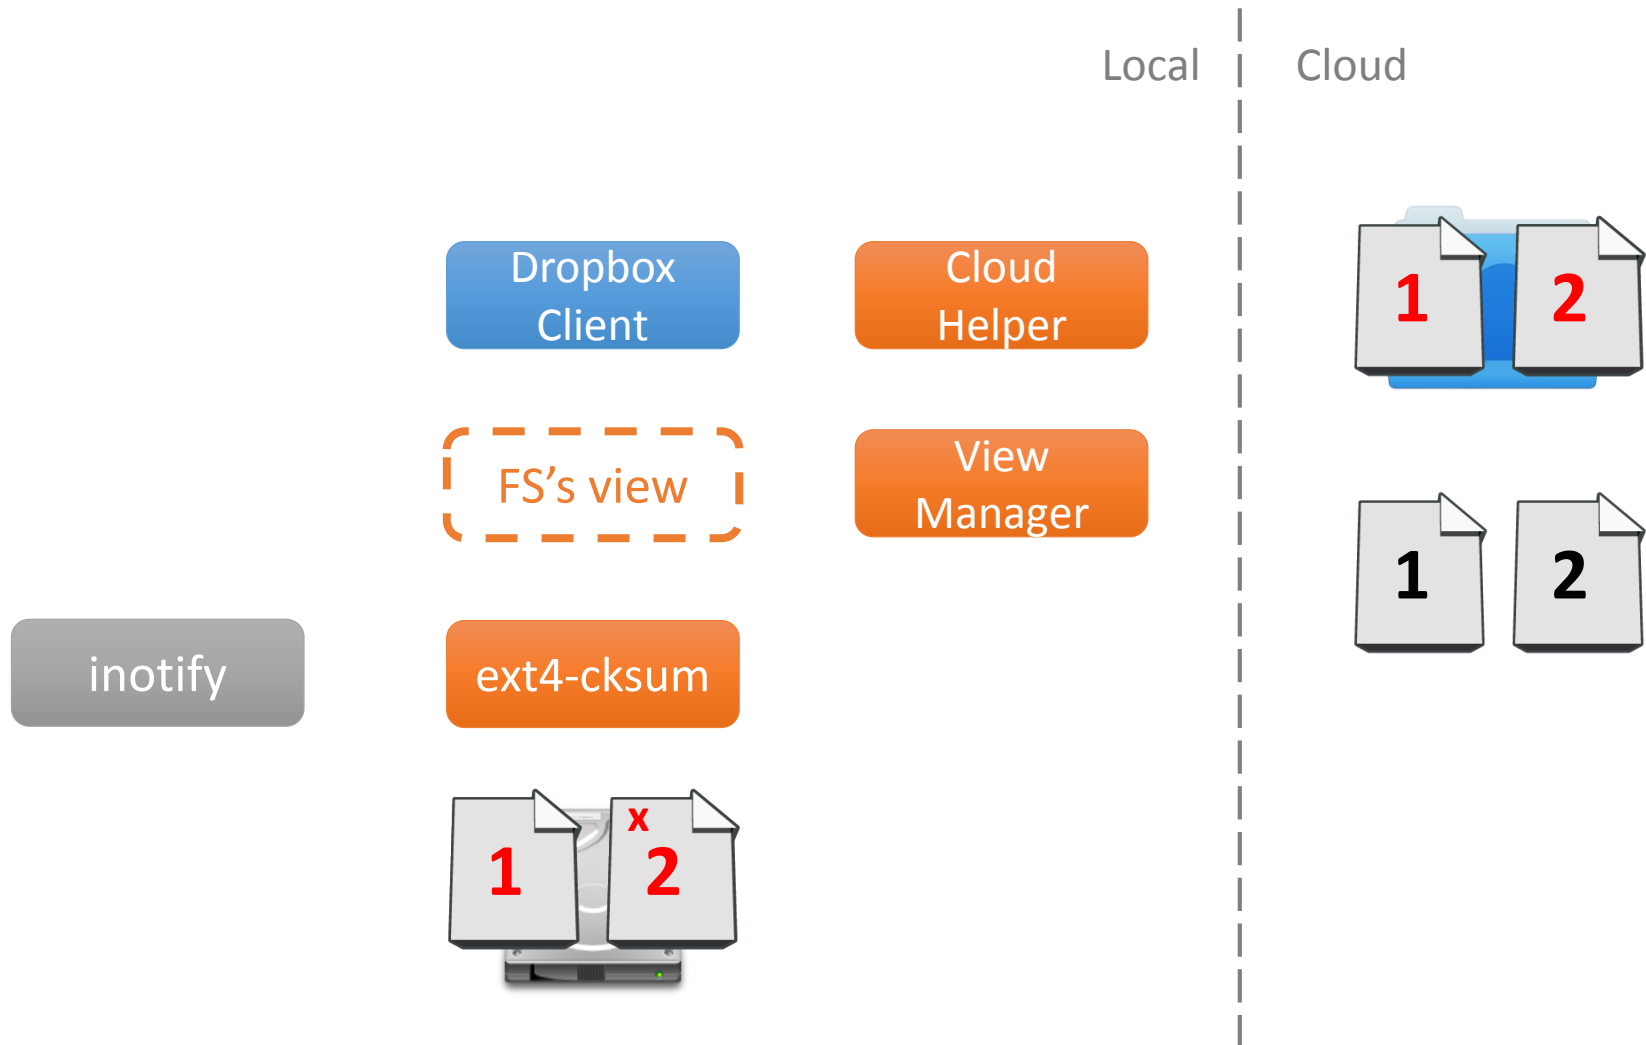 Local
Cloud
Dropbox
Client
Cloud
Helper
1
2
FS's view
View
Manager
1
2
inotify
ext4-cksum
x
1
2